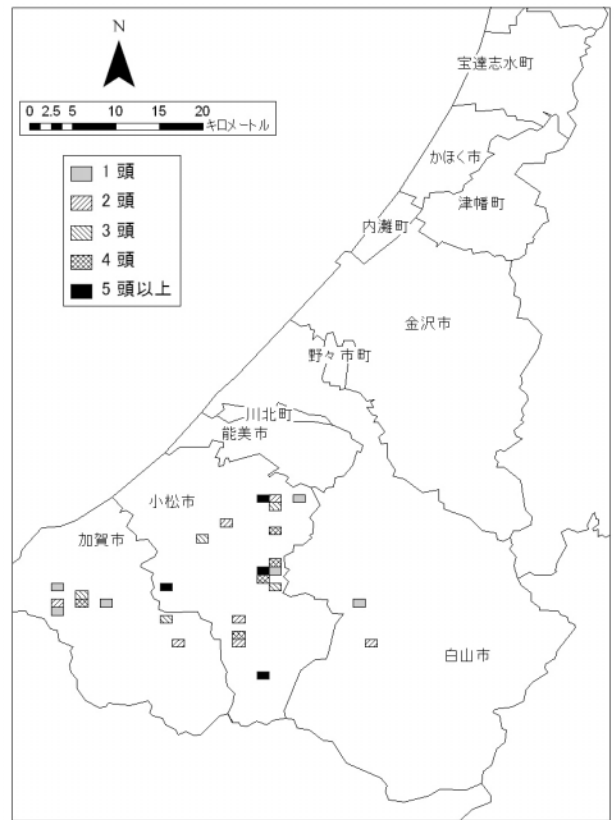 N
0 2.5 5 10 15 20
キロメートル
1 頭
2 頭
3 頭
4 頭
5 頭以上
宝達志水町
かほく市
津幡町
内灘町
金沢市
野々市町
川北町
能美市
小松市
加賀市
白山市